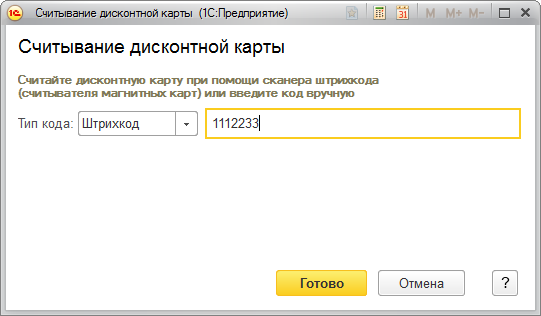 Считывание дисконтной карты (1С:Предприятие)
31 M M+ M-
Считывание дисконтной карты
Считайте дисконтную карту при помощи сканера штрихкода
(считывателя магнитных карт) или введите код вручную
Тип кода: Штрихкод 1112233
Готово Отмена ?